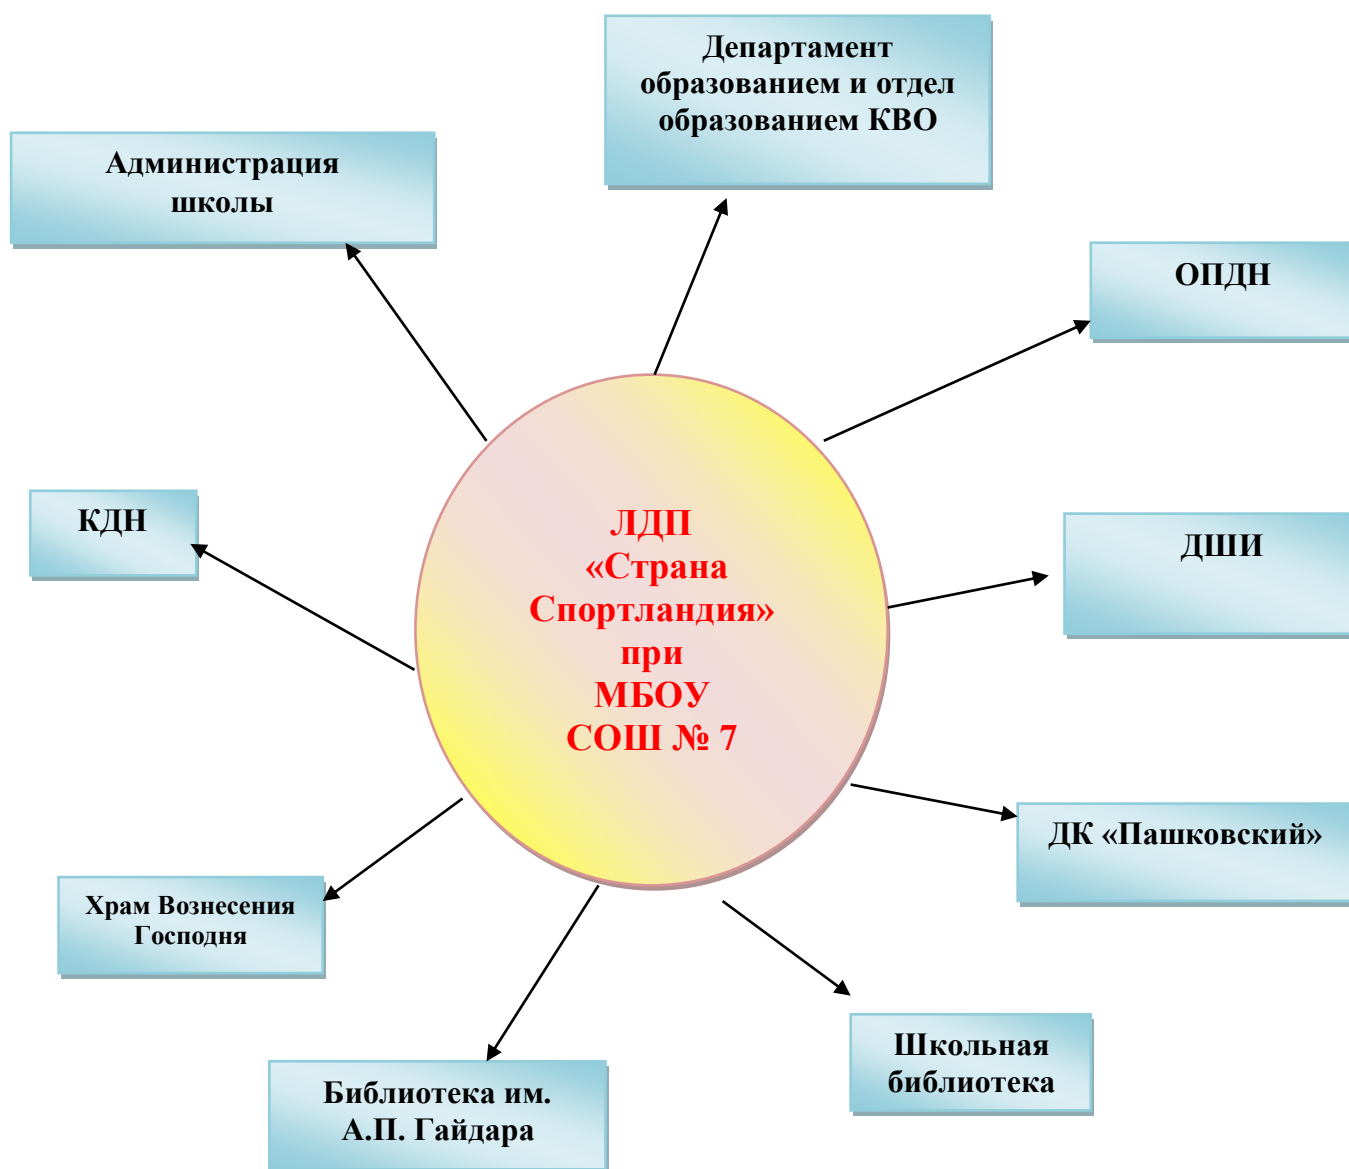 Департамент
образованием и отдел
образованием КВО
Администрация
школы
ОПДН
КДН
ЛДП
«Страна
Спортландия»
при
МБОУ
СОШ № 7
ДШИ
ДК «Пашковский»
Храм Вознесения
Господня
Школьная
библиотека
Библиотека им.
А.П. Гайдара